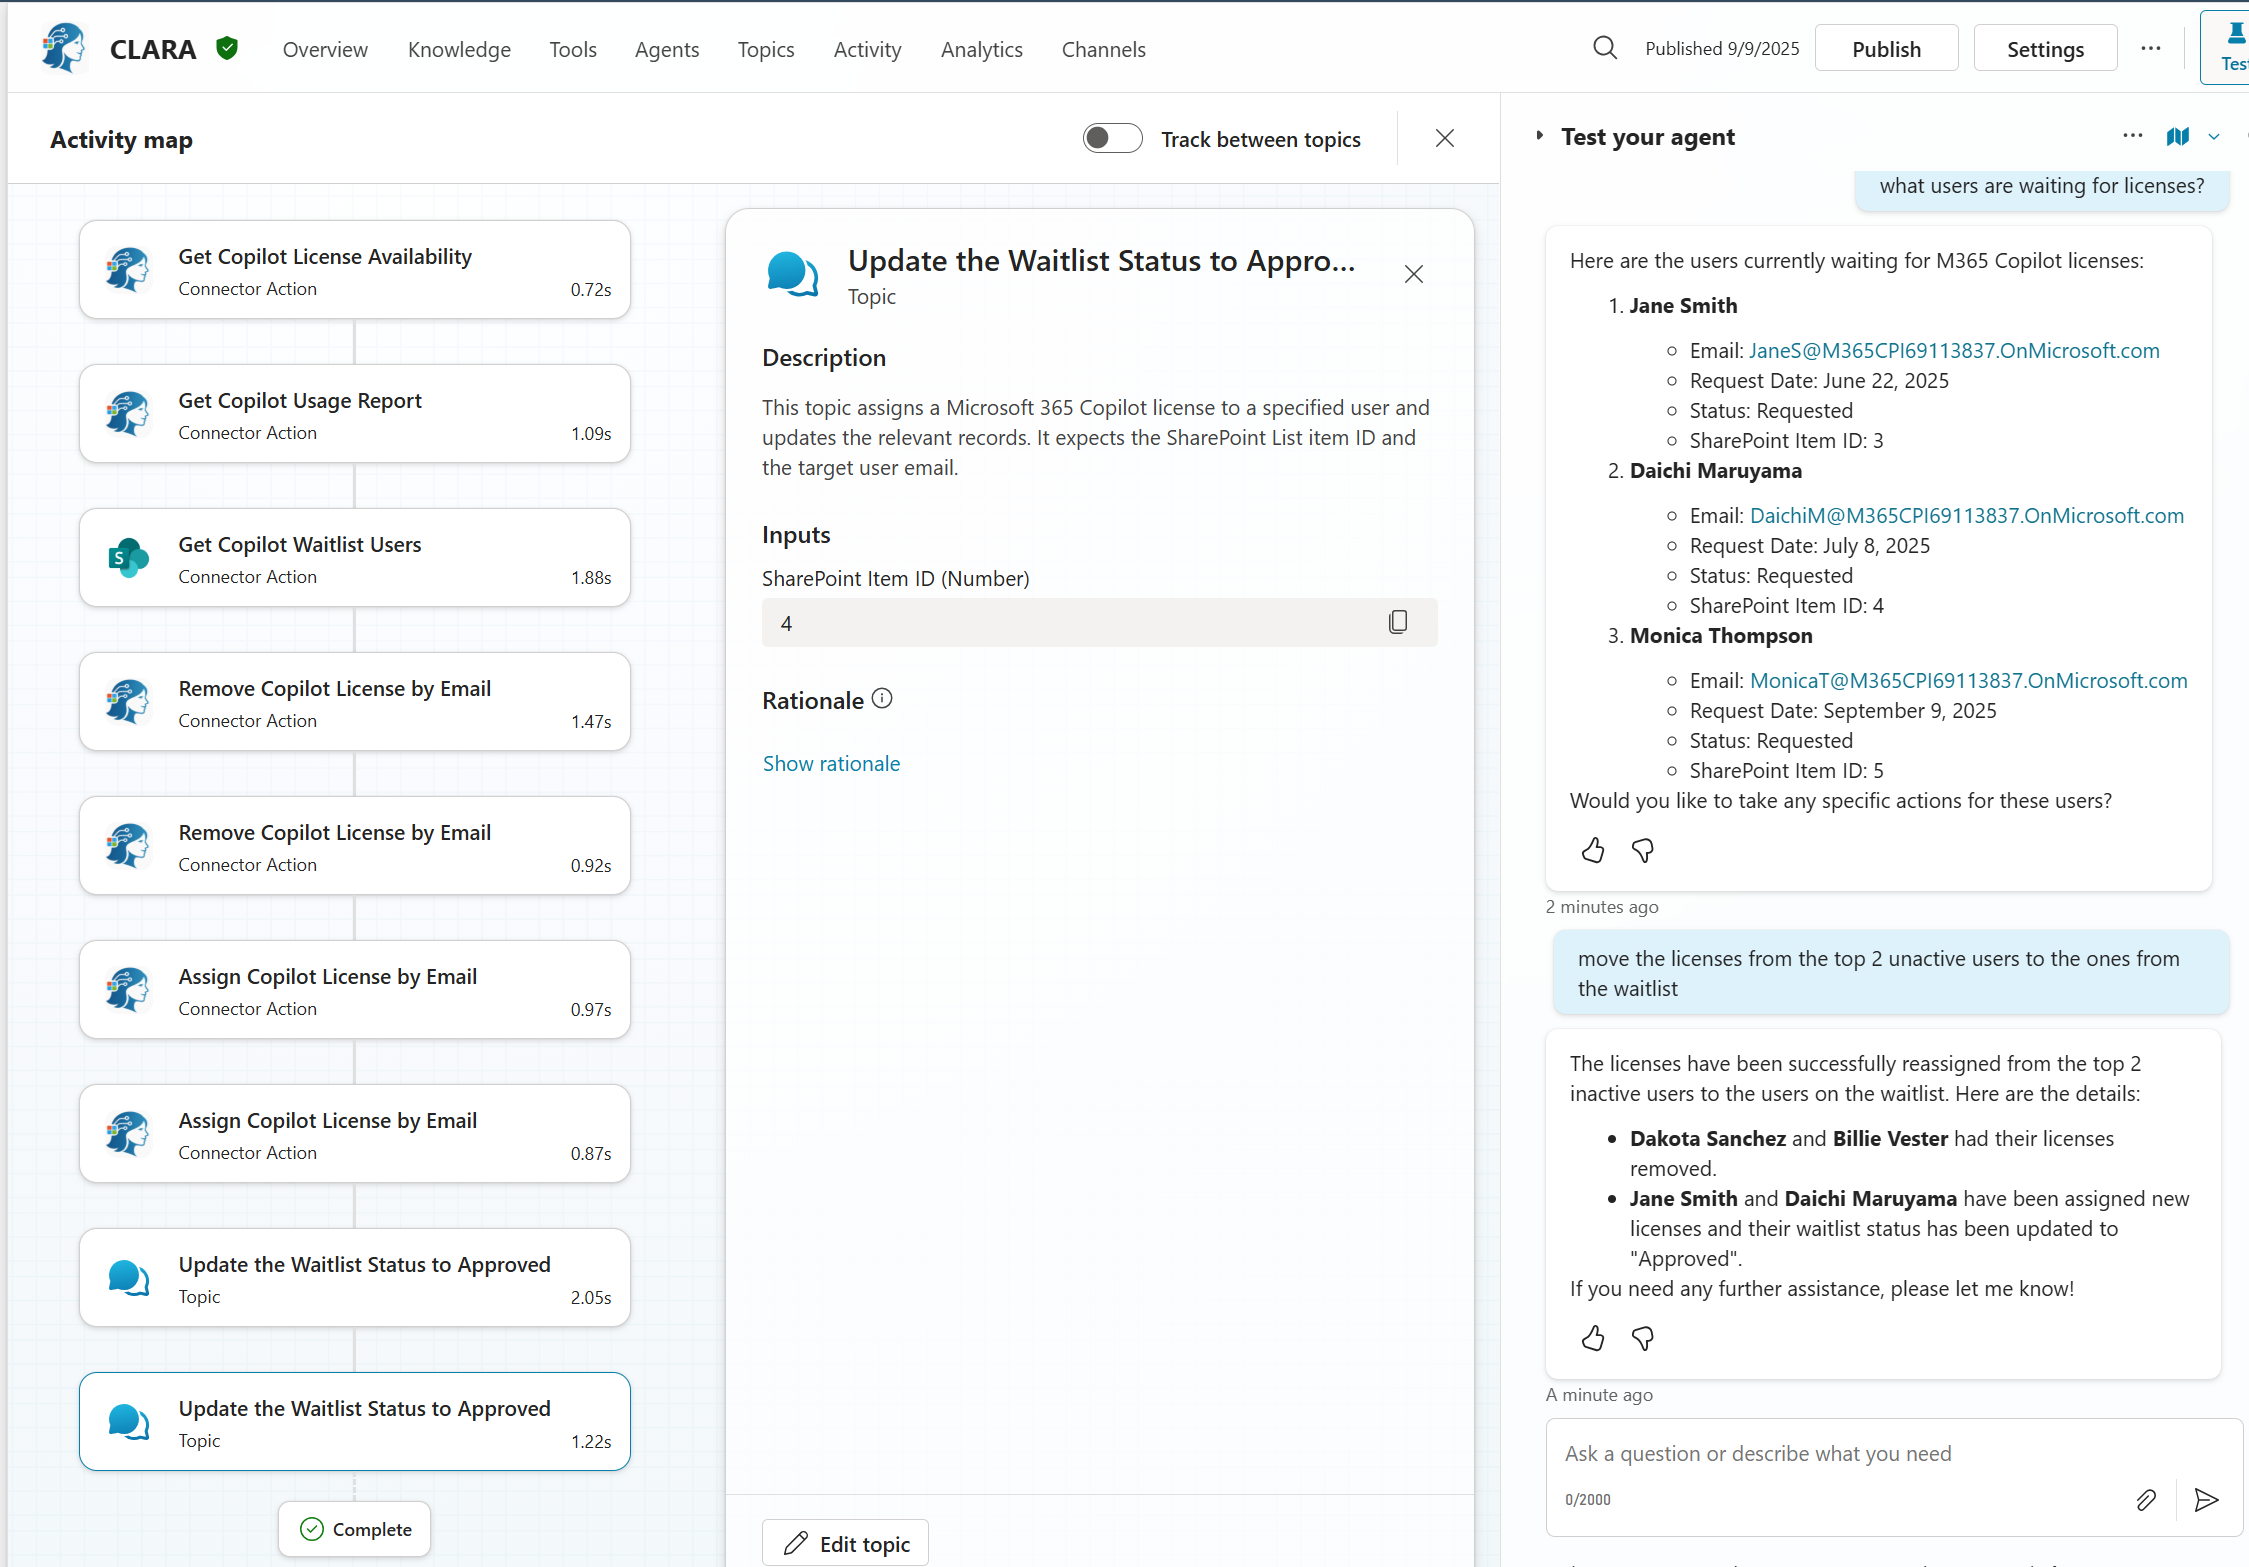 CLARA
Overview
Knowledge
Tools
Agents
Topics
Activity
Analytics
Channels
Published 9/9/2025
Publish
Settings
Activity map
Track between topics
Get Copilot License Availability
Connector Action
0.72s
Get Copilot Usage Report
Connector Action
1.09s
S
Get Copilot Waitlist Users
Connector Action
1.88s
Remove Copilot License by Email
Connector Action
1.47s
Remove Copilot License by Email
Connector Action
0.92s
Assign Copilot License by Email
Connector Action
0.97s
Assign Copilot License by Email
Connector Action
0.87s
Update the Waitlist Status to Approved
Topic
2.05s
Update the Waitlist Status to Approved
Topic
1.22s
Complete
Update the Waitlist Status to Appro...
Topic
Description
This topic assigns a Microsoft 365 Copilot license to a specified user and
updates the relevant records. It expects the SharePoint List item ID and
the target user email.
Inputs
SharePoint Item ID (Number)
4
Rationale
Show rationale
Edit topic
Test your agent
what users are waiting for licenses?
Here are the users currently waiting for M365 Copilot licenses:
1. Jane Smith
Email: JaneS@M365CPI69113837.OnMicrosoft.com
Request Date: June 22, 2025
Status: Requested
SharePoint Item ID: 3
2. Daichi Maruyama
Email: DaichiM@M365CPI69113837.OnMicrosoft.com
Request Date: July 8, 2025
Status: Requested
SharePoint Item ID: 4
3. Monica Thompson
Email: MonicaT@M365CPI69113837.OnMicrosoft.com
Request Date: September 9, 2025
Status: Requested
SharePoint Item ID: 5
Would you like to take any specific actions for these users?
2 minutes ago
move the licenses from the top 2 unactive users to the ones from
the waitlist
The licenses have been successfully reassigned from the top 2
inactive users to the users on the waitlist. Here are the details:
Dakota Sanchez and Billie Vester had their licenses
removed.
Jane Smith and Daichi Maruyama have been assigned new
licenses and their waitlist status has been updated to
"Approved".
If you need any further assistance, please let me know!
A minute ago
Ask a question or describe what you need
0/2000